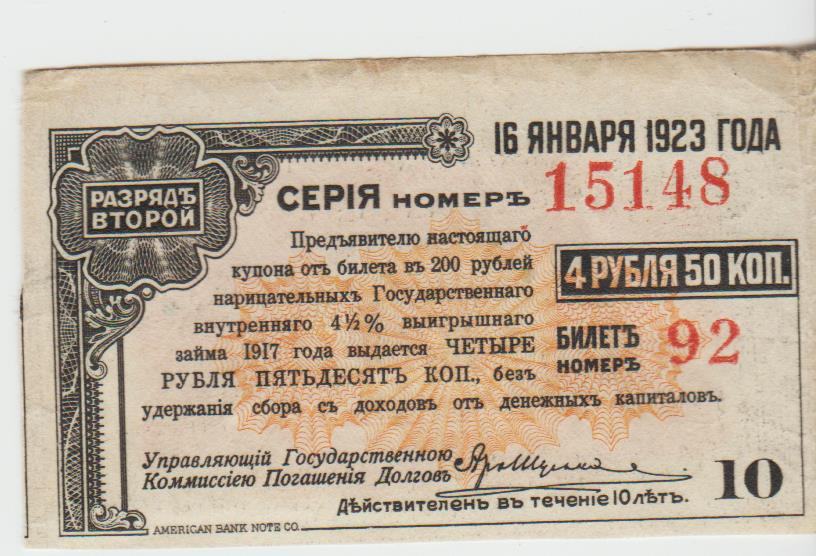 16 ЯНВАРЯ 1923 ГОДА
РАЗРЯДЪ
ВТОРОЙ
СЕРІЯ НОМЕРЪ 15148
Предъявителю настоящаго
купона отъ билета въ 200 рублей
нарицательныхъ Государственнаго
внутренняго 4½% выигрышнаго
займа 1917 года выдается ЧЕТЫРЕ
РУБЛЯ ПЯТЬДЕСЯТЪ КОП., безъ
удержанія сбора съ доходовъ отъ денежныхъ капиталовъ.
4 РУБЛЯ 50 КОП.
БИЛЕТЪ
НОМЕРЪ 92
Управляющій Государственною
Коммиссіею Погашенія Долговъ
Дѣйствителенъ въ теченіе 10 лѣтъ.
10
AMERICAN BANK NOTE CO.